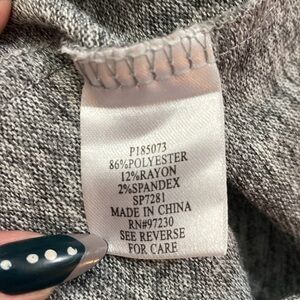 P185073
86%POLYESTER
12%RAYON
2%SPANDEX
SP7281
MADE IN CHINA
RN#97230
SEE REVERSE
FOR CARE